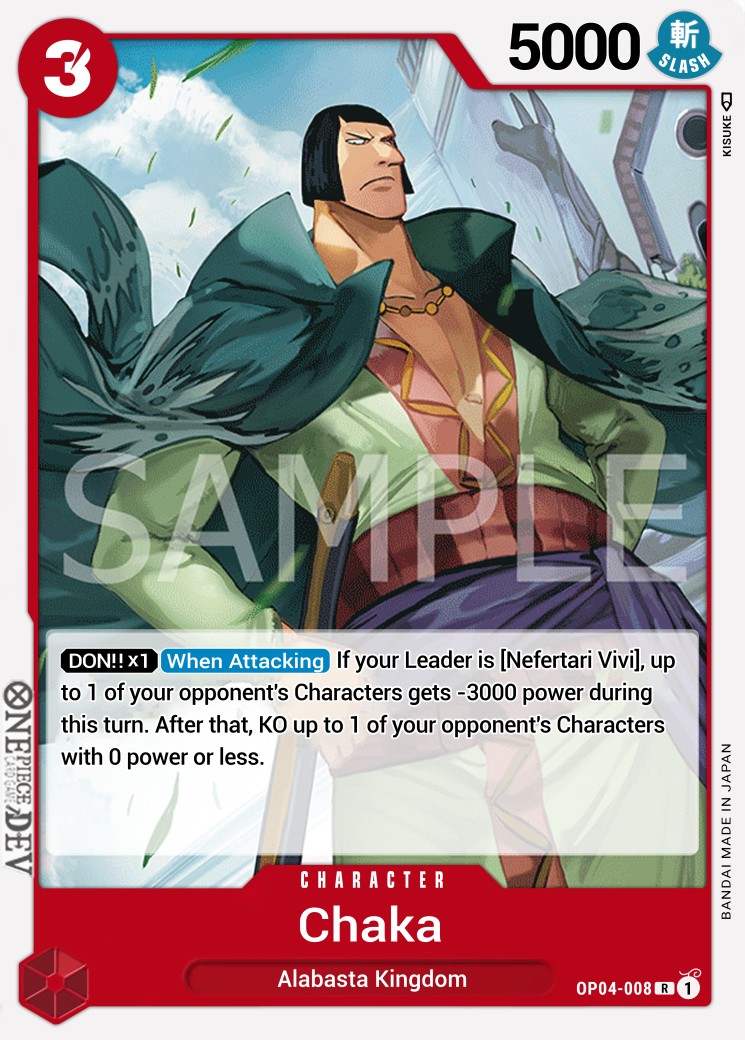 3
5000
斬
SLASH
KISUKE
SAMPLE
DON!! ×1 When Attacking If your Leader is [Nefertari Vivi], up
to 1 of your opponent's Characters gets -3000 power during
this turn. After that, KO up to 1 of your opponent's Characters
with 0 power or less.
ONE PIECE
CARD GAME
/DEV
BANDAI MADE IN JAPAN
CHARACTER
Chaka
Alabasta Kingdom
OP04-008 R 1